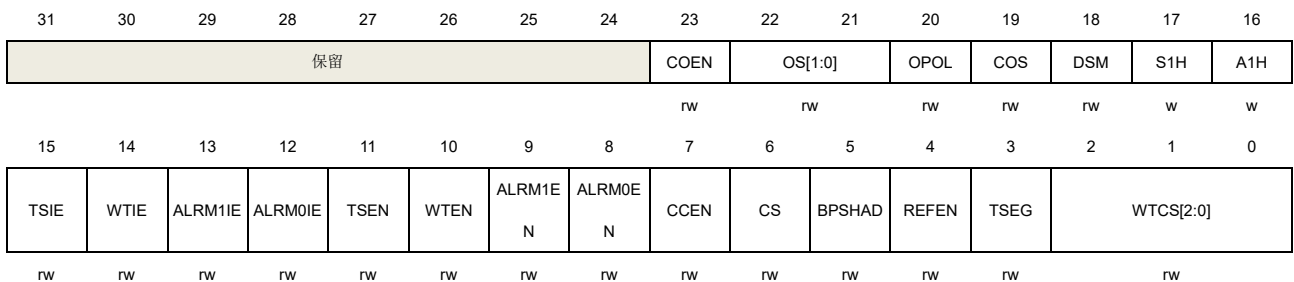 31 30 29 28 27 26 25 24 23 22 21 20 19 18 17 16
保留 COEN OS[1:0] OPOL COS DSM S1H A1H
rw rw rw rw rw w w
15 14 13 12 11 10 9 8 7 6 5 4 3 2 1 0
TSIE WTIE ALRM1IE ALRM0IE TSEN WTEN ALRM1E ALRM0E CCEN CS BPSHAD REFEN TSEG WTCS[2:0]
N N
rw rw rw rw rw rw rw rw rw rw rw rw rw rw